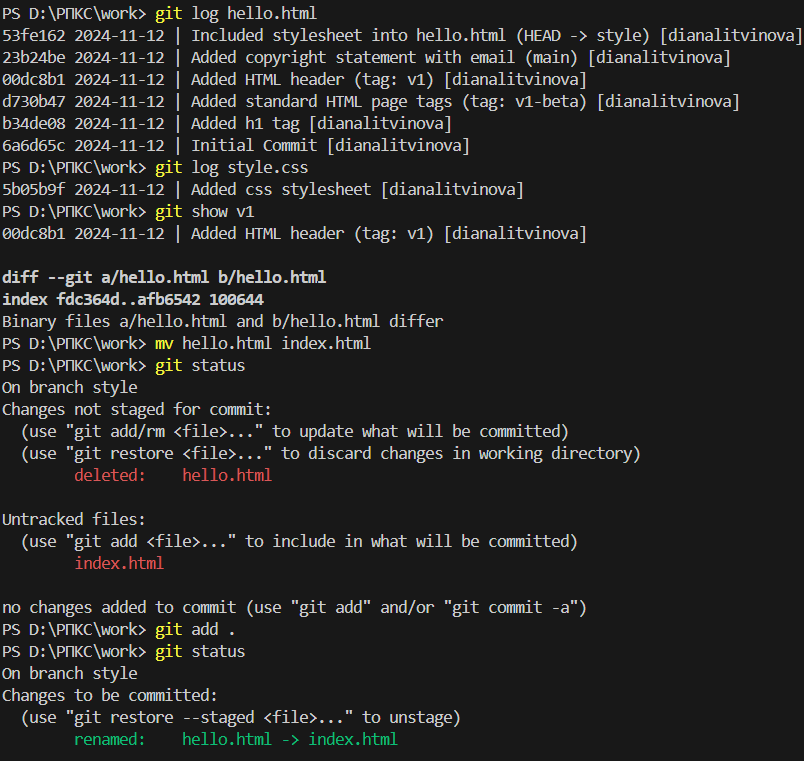 PS D:\РПКС\work> git log hello.html
53fe162 2024-11-12 | Included stylesheet into hello.html (HEAD -> style) [dianalitvinova]
23b24be 2024-11-12 | Added copyright statement with email (main) [dianalitvinova]
00dc8b1 2024-11-12 | Added HTML header (tag: v1) [dianalitvinova]
d730b47 2024-11-12 | Added standard HTML page tags (tag: v1-beta) [dianalitvinova]
b34de08 2024-11-12 | Added h1 tag [dianalitvinova]
6a6d65c 2024-11-12 | Initial Commit [dianalitvinova]
PS D:\РПКС\work> git log style.css
5b05b9f 2024-11-12 | Added css stylesheet [dianalitvinova]
PS D:\РПКС\work> git show v1
00dc8b1 2024-11-12 | Added HTML header (tag: v1) [dianalitvinova]

diff --git a/hello.html b/hello.html
index fdc364d..afb6542 100644
Binary files a/hello.html and b/hello.html differ
PS D:\РПКС\work> mv hello.html index.html
PS D:\РПКС\work> git status
On branch style
Changes not staged for commit:
  (use "git add/rm <file>..." to update what will be committed)
  (use "git restore <file>..." to discard changes in working directory)
        deleted:    hello.html

Untracked files:
  (use "git add <file>..." to include in what will be committed)
        index.html

no changes added to commit (use "git add" and/or "git commit -a")
PS D:\РПКС\work> git add .
PS D:\РПКС\work> git status
On branch style
Changes to be committed:
  (use "git restore --staged <file>..." to unstage)
        renamed:    hello.html -> index.html